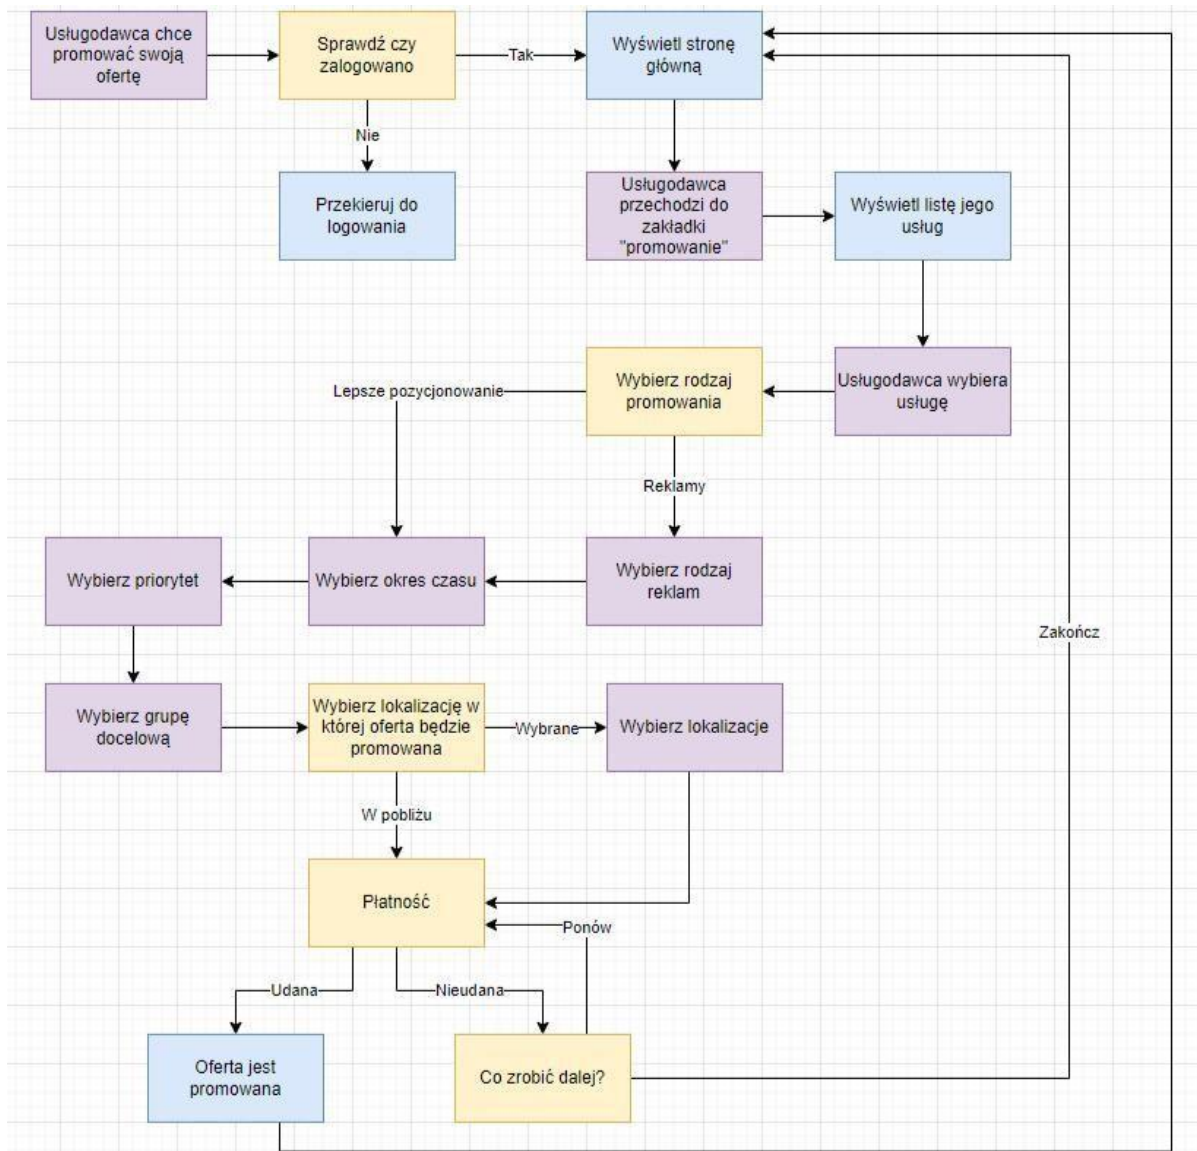 Usługodawca chce
promować swoją
ofertę
Sprawdź czy
zalogowano
Tak
Wyświetl stronę
główną
Nie
Przekieruj do
logowania
Usługodawca
przechodzi do
zakładki
"promowanie"
Wyświetl listę jego
usług
Lepsze pozycjonowanie
Wybierz rodzaj
promowania
Usługodawca wybiera
usługę
Reklamy
Wybierz priorytet
Wybierz okres czasu
Wybierz rodzaj
reklam
Zakończ
Wybierz grupę
docelową
Wybierz lokalizację w
której oferta będzie
promowana
Wybrane
Wybierz lokalizacje
W pobliżu
Płatność
Ponów
Udana
Nieudana
Oferta jest
promowana
Co zrobić dalej?